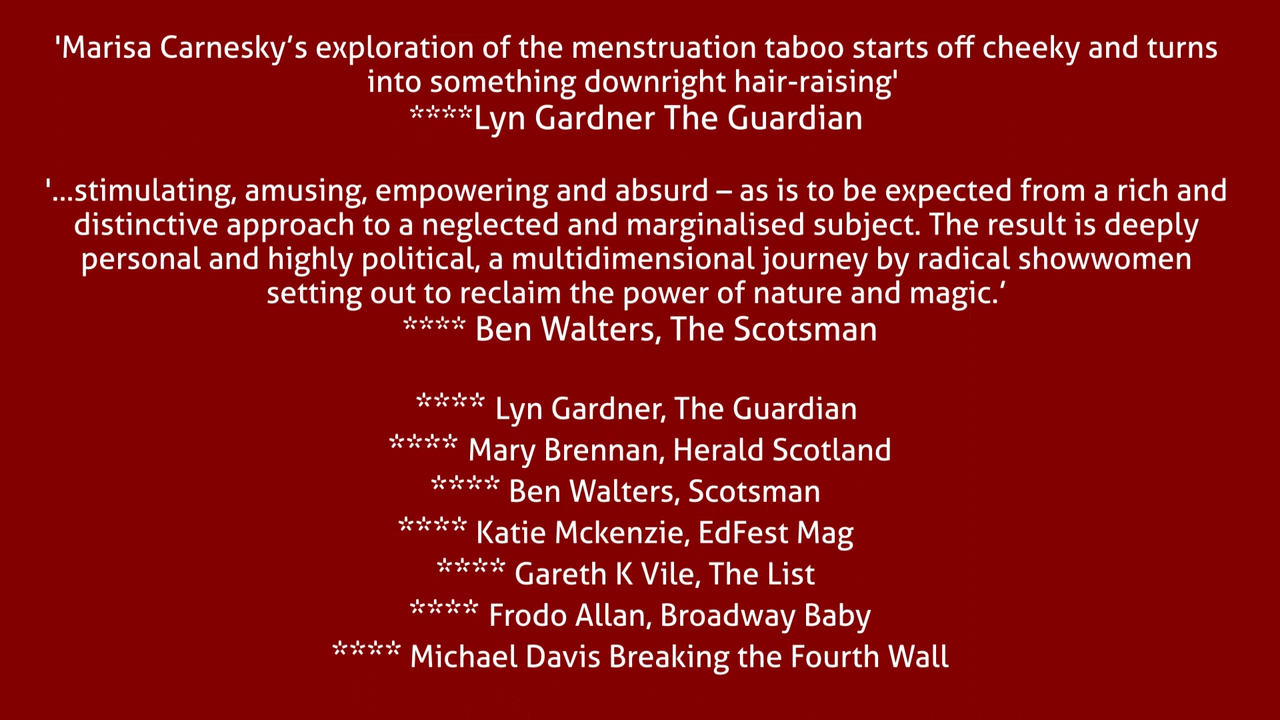 'Marisa Carnesky’s exploration of the menstruation taboo starts off cheeky and turns
into something downright hair-raising'
****Lyn Gardner The Guardian
'...stimulating, amusing, empowering and absurd – as is to be expected from a rich and
distinctive approach to a neglected and marginalised subject. The result is deeply
personal and highly political, a multidimensional journey by radical showwomen
setting out to reclaim the power of nature and magic.’
**** Ben Walters, The Scotsman
**** Lyn Gardner, The Guardian
**** Mary Brennan, Herald Scotland
**** Ben Walters, Scotsman
**** Katie Mckenzie, EdFest Mag
**** Gareth K Vile, The List
**** Frodo Allan, Broadway Baby
**** Michael Davis Breaking the Fourth Wall